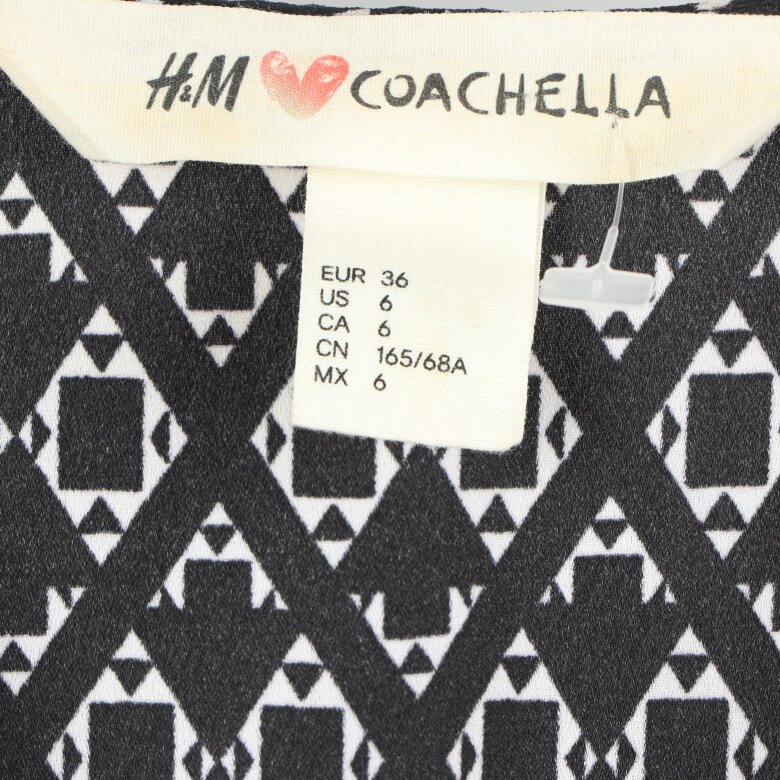 H&M COACHELLA
EUR 36
US 6
CA 6
CN 165/68A
MX 6